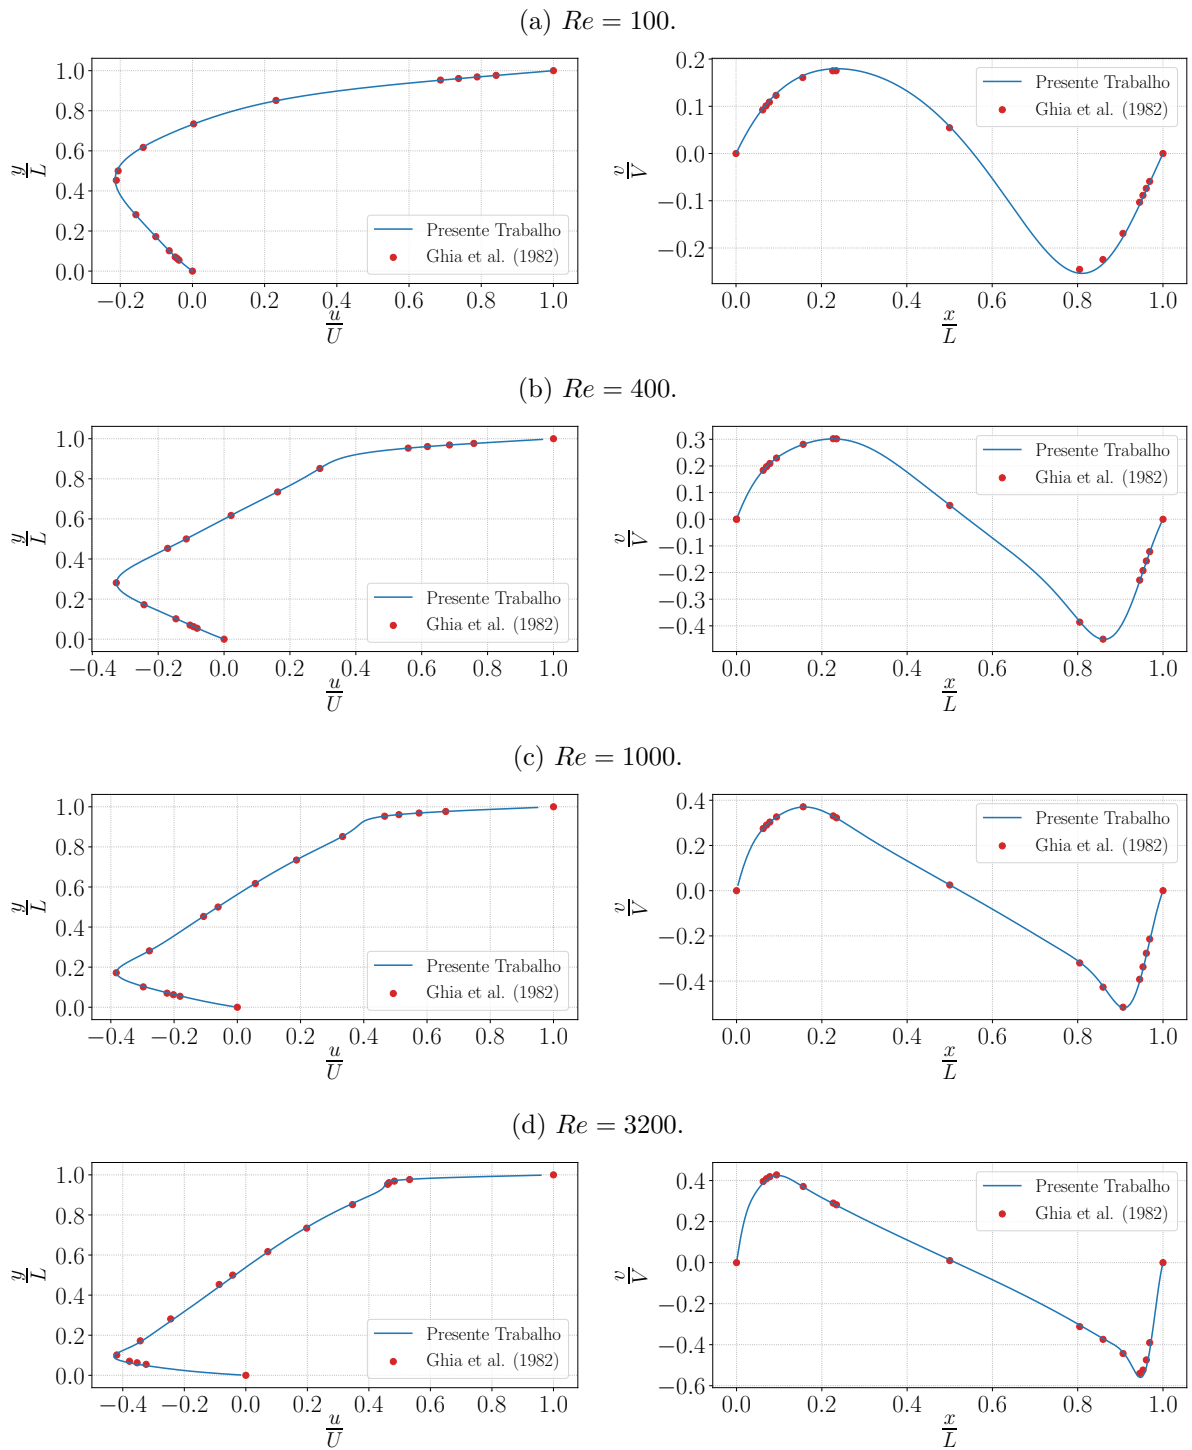 (a) Re = 100.
1.0
0.8
0.6
0.4
0.2
0.0
y/L
−0.2 0.0 0.2 0.4 0.6 0.8 1.0
u/U
Presente Trabalho
Ghia et al. (1982)
0.2
0.1
0.0
−0.1
−0.2
v/V
0.0 0.2 0.4 0.6 0.8 1.0
x/L
Presente Trabalho
Ghia et al. (1982)
(b) Re = 400.
1.0
0.8
0.6
0.4
0.2
0.0
y/L
−0.4 −0.2 0.0 0.2 0.4 0.6 0.8 1.0
u/U
Presente Trabalho
Ghia et al. (1982)
0.3
0.2
0.1
0.0
−0.1
−0.2
−0.3
−0.4
v/V
0.0 0.2 0.4 0.6 0.8 1.0
x/L
Presente Trabalho
Ghia et al. (1982)
(c) Re = 1000.
1.0
0.8
0.6
0.4
0.2
0.0
y/L
−0.4 −0.2 0.0 0.2 0.4 0.6 0.8 1.0
u/U
Presente Trabalho
Ghia et al. (1982)
0.4
0.2
0.0
−0.2
−0.4
v/V
0.0 0.2 0.4 0.6 0.8 1.0
x/L
Presente Trabalho
Ghia et al. (1982)
(d) Re = 3200.
1.0
0.8
0.6
0.4
0.2
0.0
y/L
−0.4 −0.2 0.0 0.2 0.4 0.6 0.8 1.0
u/U
Presente Trabalho
Ghia et al. (1982)
0.4
0.2
0.0
−0.2
−0.4
−0.6
v/V
0.0 0.2 0.4 0.6 0.8 1.0
x/L
Presente Trabalho
Ghia et al. (1982)